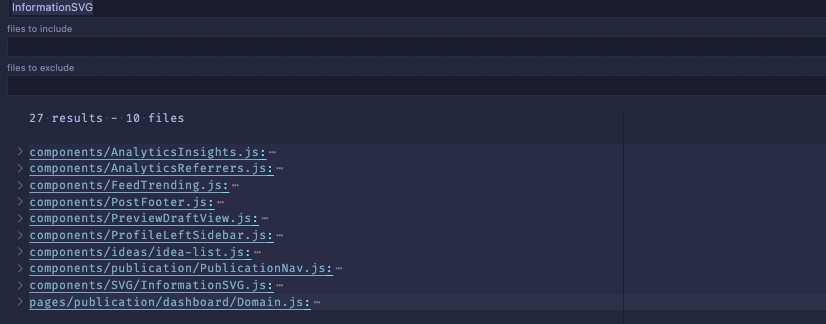 InformationSVG
files to include
files to exclude
27 results - 10 files
components/AnalyticsInsights.js:…
components/AnalyticsReferrers.js:…
components/FeedTrending.js:…
components/PostFooter.js:…
components/PreviewDraftView.js:…
components/ProfileLeftSidebar.js:…
components/ideas/idea-list.js:…
components/publication/PublicationNav.js:…
components/SVG/InformationSVG.js:…
pages/publication/dashboard/Domain.js:…